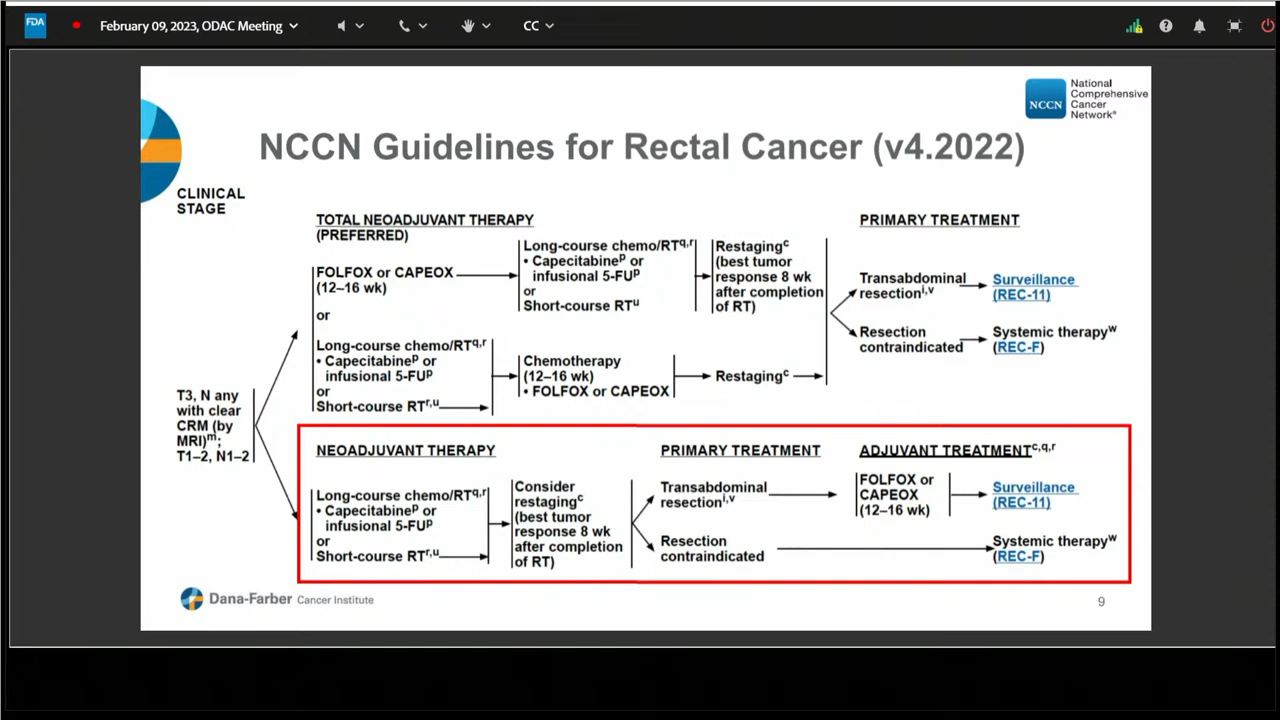 FDA
February 09, 2023, ODAC Meeting
CC
NCCN
National
Comprehensive
Cancer
Network®
NCCN Guidelines for Rectal Cancer (v4.2022)
CLINICAL
STAGE
T3, N any
with clear
CRM (by
MRI)ᵐ;
T1–2, N1–2
TOTAL NEOADJUVANT THERAPY
(PREFERRED)
FOLFOX or CAPEOX
(12–16 wk)
or
Long-course chemo/RTq,r
• Capecitabineᵖ or
infusional 5-FUᵖ
or
Short-course RTr,u
Long-course chemo/RTq,r
• Capecitabineᵖ or
infusional 5-FUᵖ
or
Short-course RTᵘ
Chemotherapy
(12–16 wk)
• FOLFOX or CAPEOX
Restagingᶜ
(best tumor
response 8 wk
after completion
of RT)
Restagingᶜ
PRIMARY TREATMENT
Transabdominal
resectioni,v
Surveillance
(REC-11)
Resection
contraindicated
Systemic therapyʷ
(REC-F)
NEOADJUVANT THERAPY
Long-course chemo/RTq,r
• Capecitabineᵖ or
infusional 5-FUᵖ
or
Short-course RTr,u
Consider
restagingᶜ
(best tumor
response 8 wk
after completion
of RT)
PRIMARY TREATMENT
Transabdominal
resectioni,v
Resection
contraindicated
ADJUVANT TREATMENTc,q,r
FOLFOX or
CAPEOX
(12–16 wk)
Surveillance
(REC-11)
Systemic therapyʷ
(REC-F)
Dana-Farber Cancer Institute
9